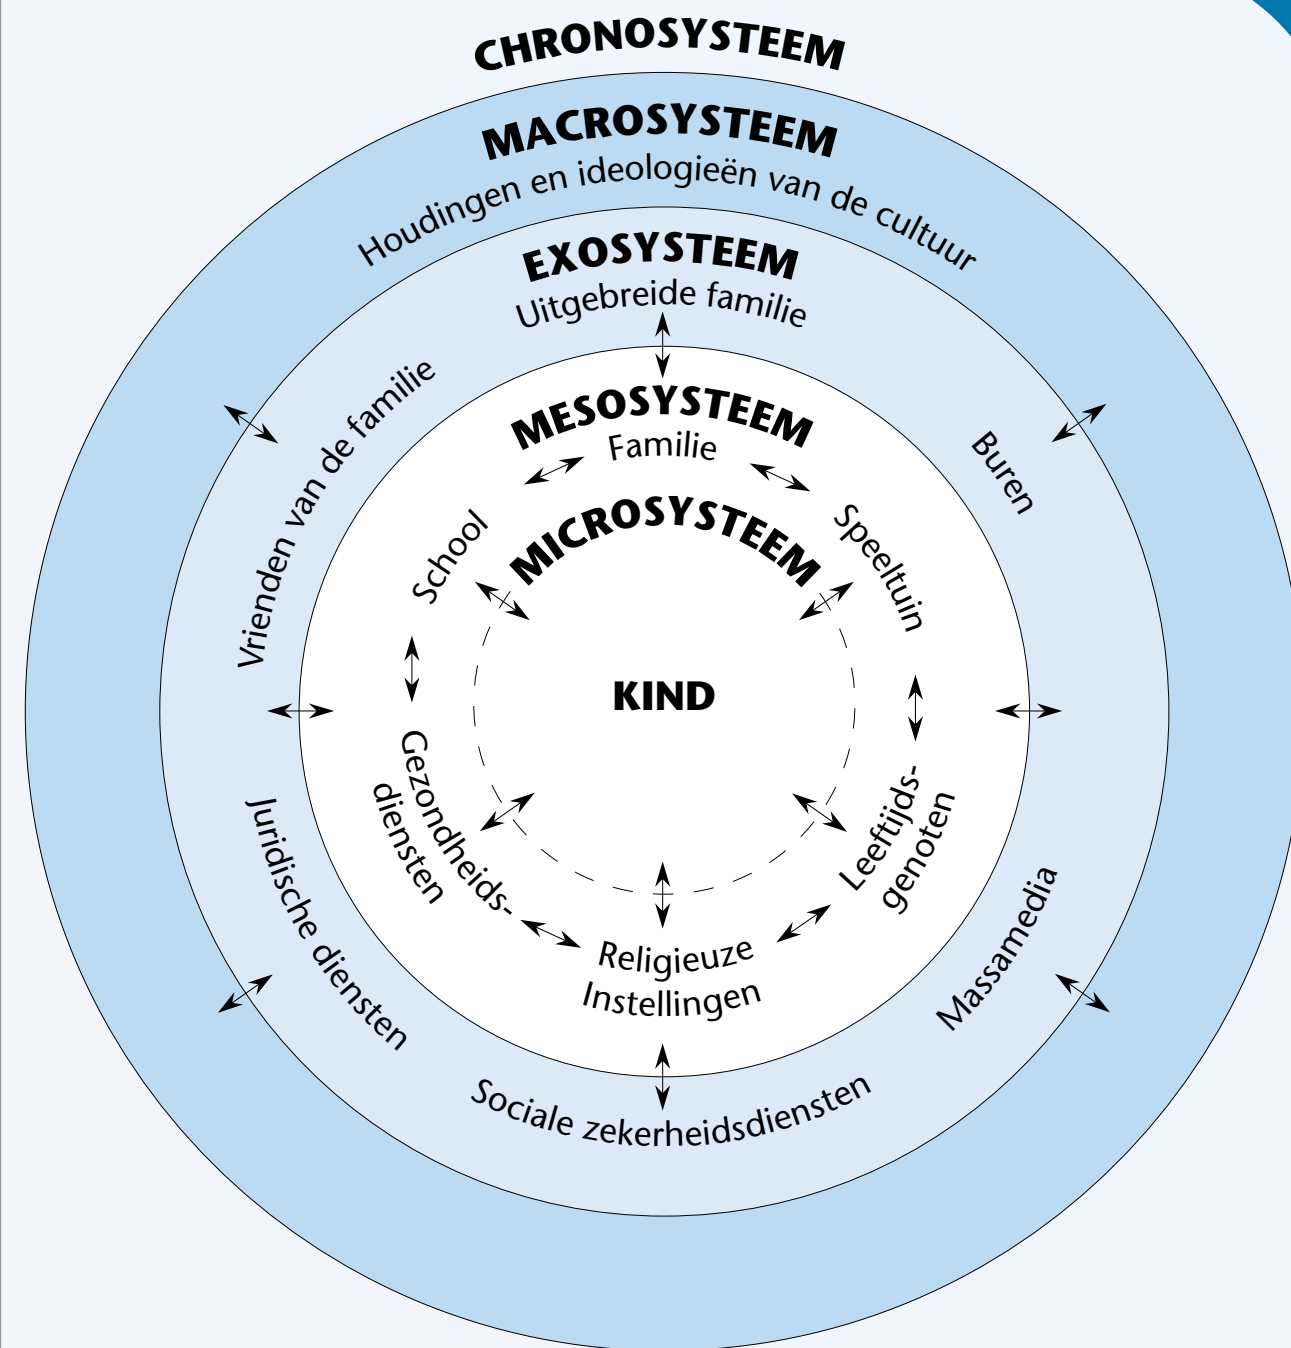 CHRONOSYSTEEM
MACROSYSTEEM
Houdingen en ideologieën van de cultuur
EXOSYSTEEM
Uitgebreide familie
Vrienden van de familie
Buren
MESOSYSTEEM
Familie
School
Speeltuin
MICROSYSTEEM
KIND
Gezondheids-
diensten
Leeftijds-
genoten
Religieuze
Instellingen
Juridische diensten
Massamedia
Sociale zekerheidsdiensten